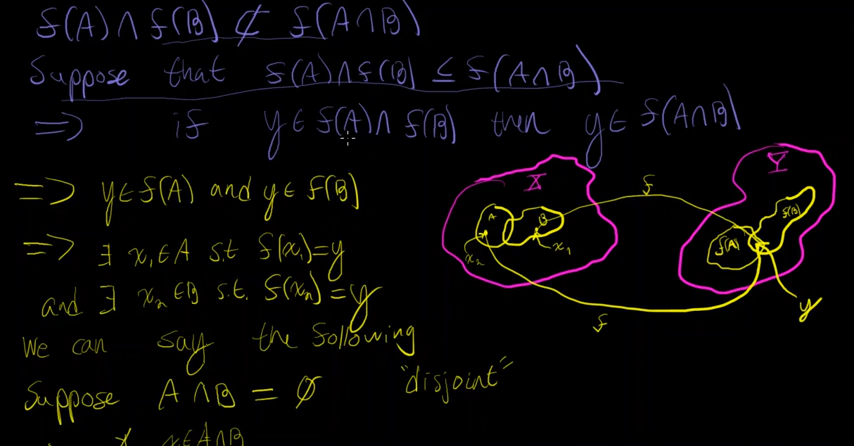 f(A) ∩ f(B) ⊄ f(A∩B)
Suppose that f(A)∩f(B) ⊆ f(A∩B)
⟹ if y∈f(A)∩f(B) then y∈f(A∩B)
⟹ y∈f(A) and y∈f(B)
⟹ ∃ x₁∈A s.t. f(x₁)=y
and ∃ x₂∈B s.t. f(x₂)=y
We can say the following
Suppose A∩B = ∅ "disjoint"
x∈A∩B
X
Y
f
A
B
x₂
x₁
f(A)
f(B)
y
f